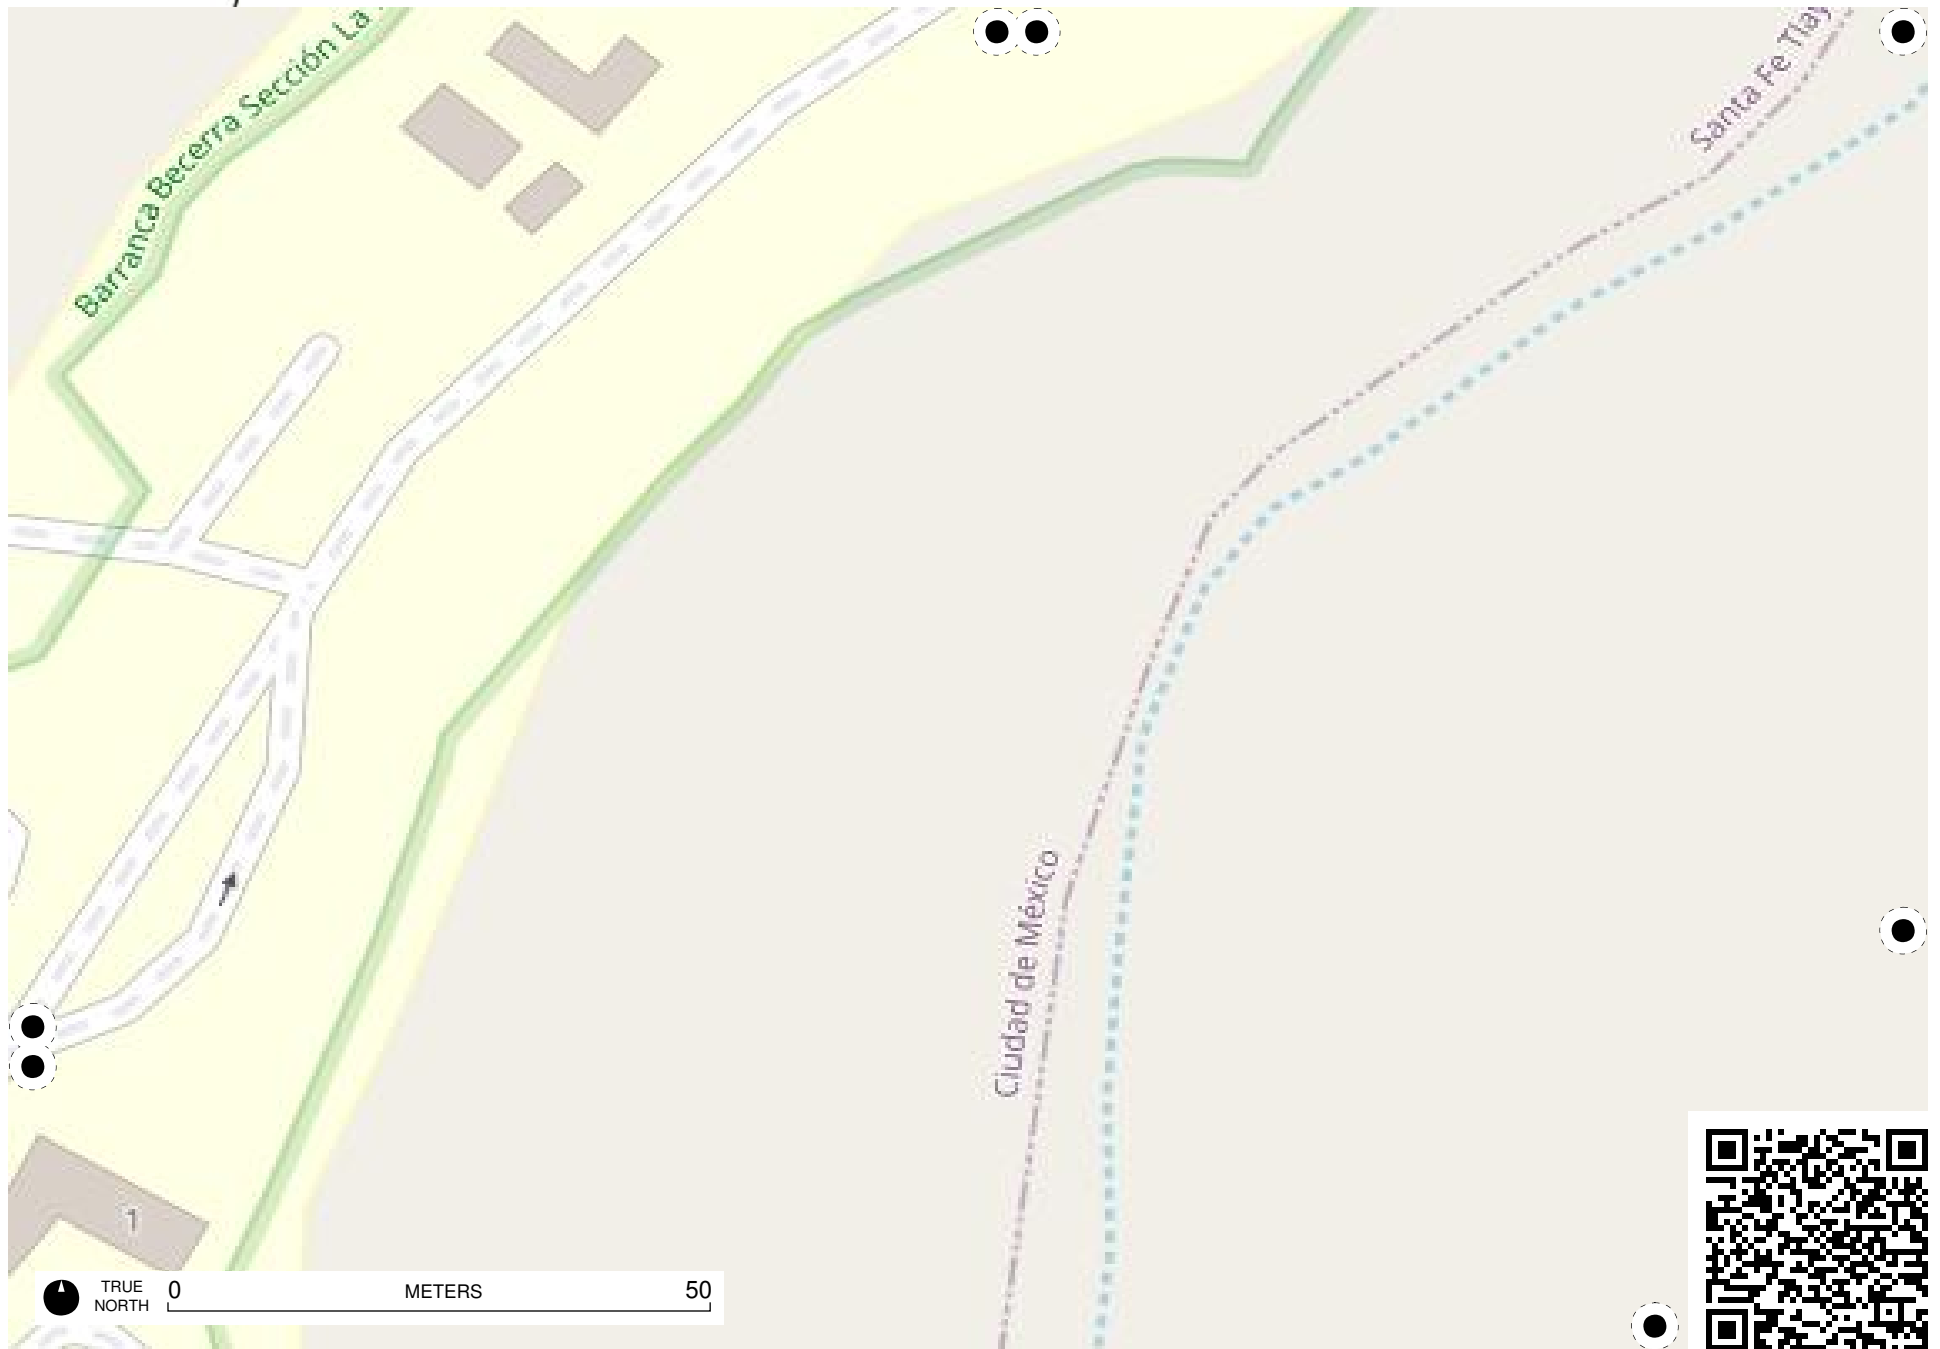 Barranca Becerra Sección La
Santa Fe Tlay
Ciudad de México
1
TRUE
NORTH
0
METERS
50